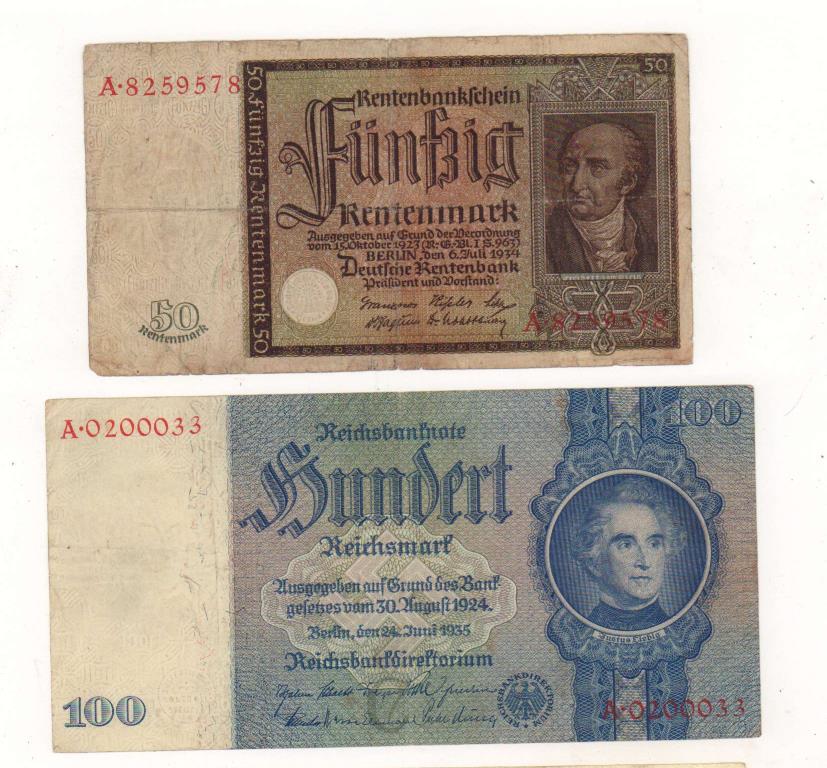 A·8259578
50 Fünfzig Rentenmark 50
50
Rentenbankschein
Fünfzig
Rentenmark
Ausgegeben auf Grund der Verordnung
vom 15. Oktober 1923 (R.-G.-Bl. I S. 963)
BERLIN, den 6. Juli 1934
Deutsche Rentenbank
Präsident und Vorstand:
50
Rentenmark
A·8259578
A·0200033
100
Reichsbanknote
Hundert
Reichsmark
Ausgegeben auf Grund des Bank
gesetzes vom 30. August 1924.
Berlin, den 24. Juni 1935
Reichsbankdirektorium
Justus Liebig
REICHSBANKDIREKTORIUM
100
A·0200033